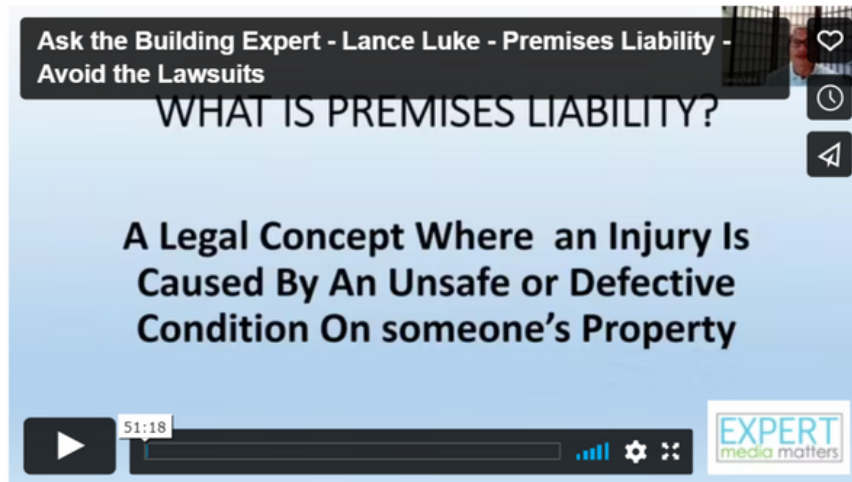 Ask the Building Expert - Lance Luke - Premises Liability -
Avoid the Lawsuits
WHAT IS PREMISES LIABILITY?
A Legal Concept Where an Injury Is
Caused By An Unsafe or Defective
Condition On someone’s Property
51:18
EXPERT
media matters